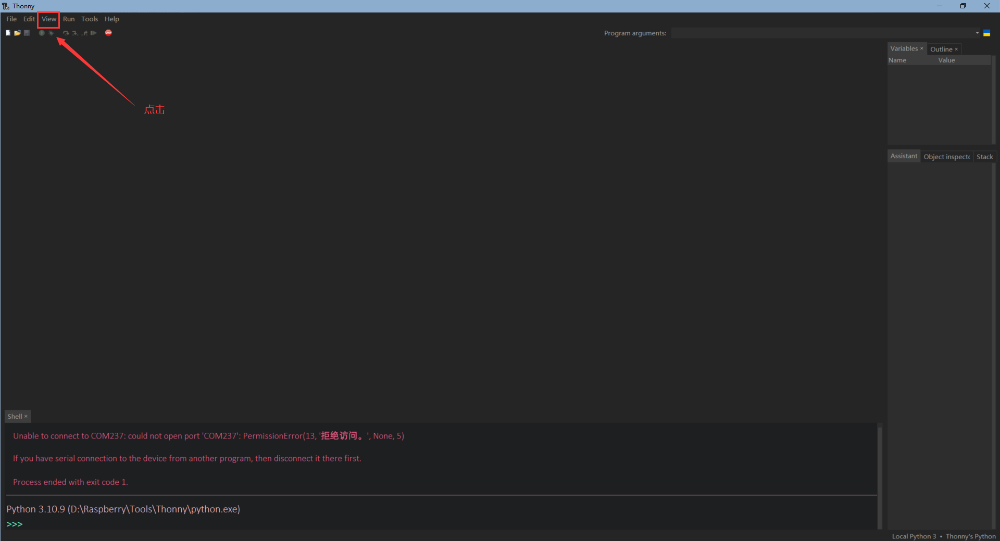 Thonny
File Edit View Run Tools Help
STOP
Program arguments:
Variables × Outline ×
Name Value
点击
Assistant Object inspecto Stack
Shell ×
Unable to connect to COM237: could not open port 'COM237': PermissionError(13, '拒绝访问。', None, 5)
If you have serial connection to the device from another program, then disconnect it there first.
Process ended with exit code 1.
Python 3.10.9 (D:\Raspberry\Tools\Thonny\python.exe)
>>>
Local Python 3 • Thonny's Python